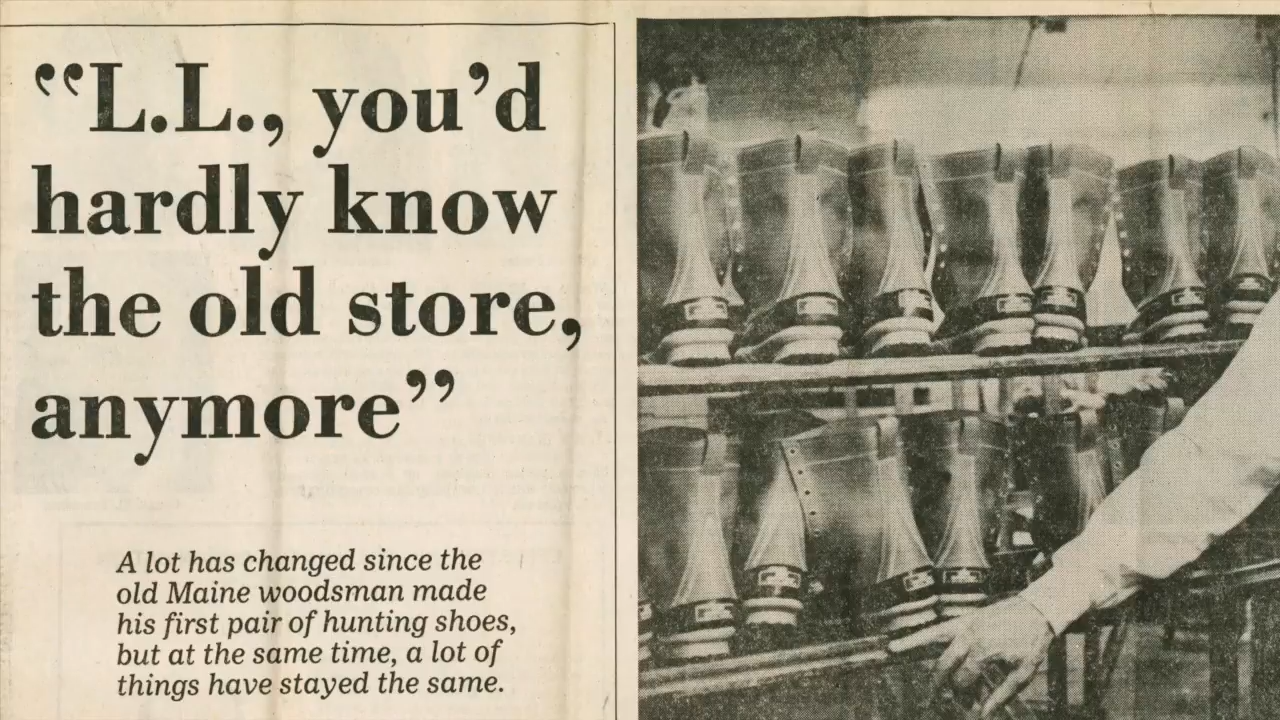 “L.L., you’d
hardly know
the old store,
anymore”
A lot has changed since the
old Maine woodsman made
his first pair of hunting shoes,
but at the same time, a lot of
things have stayed the same.